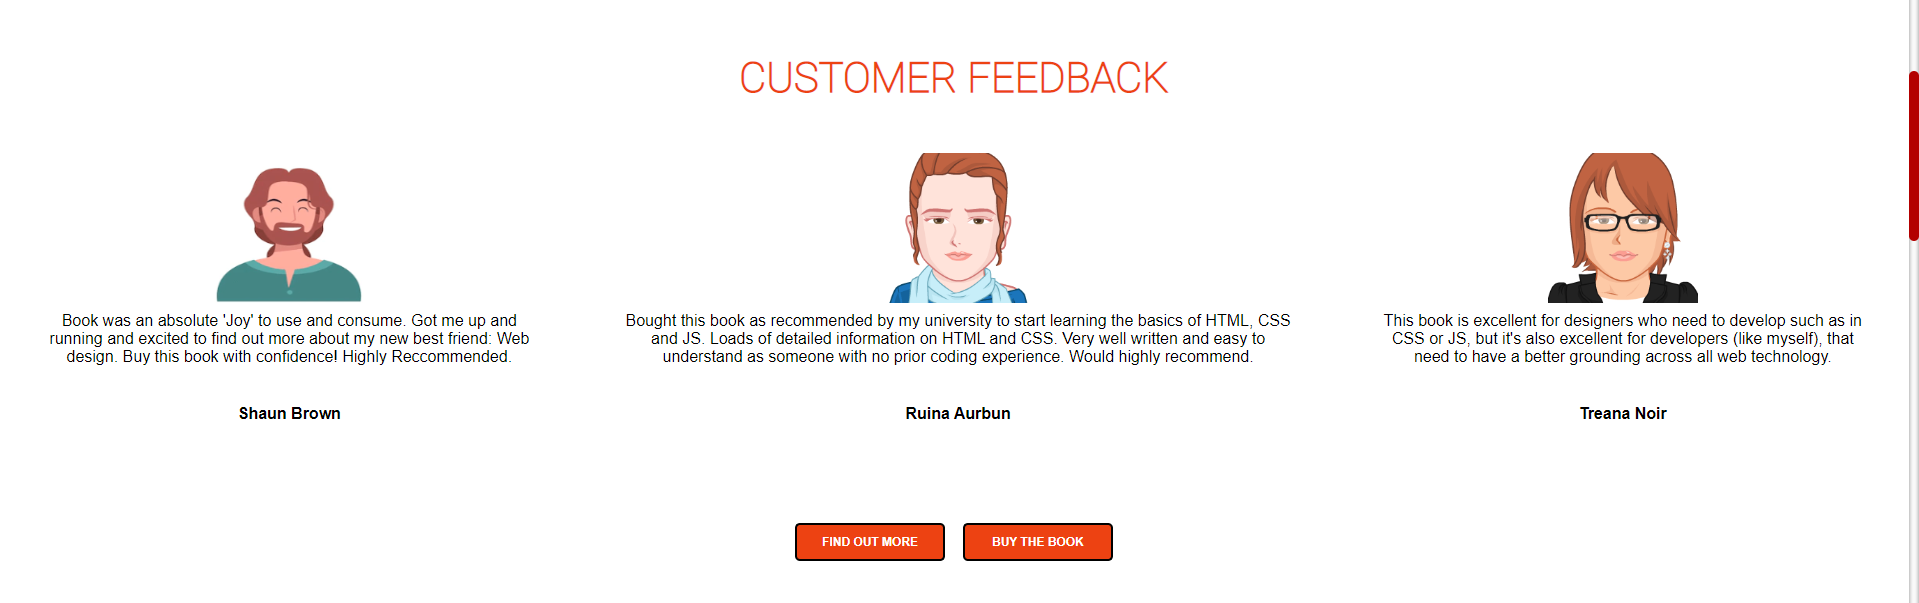 CUSTOMER FEEDBACK
Book was an absolute 'Joy' to use and consume. Got me up and
running and excited to find out more about my new best friend: Web
design. Buy this book with confidence! Highly Reccommended.
Shaun Brown
Bought this book as recommended by my university to start learning the basics of HTML, CSS
and JS. Loads of detailed information on HTML and CSS. Very well written and easy to
understand as someone with no prior coding experience. Would highly recommend.
Ruina Aurbun
This book is excellent for designers who need to develop such as in
CSS or JS, but it's also excellent for developers (like myself), that
need to have a better grounding across all web technology.
Treana Noir
FIND OUT MORE
BUY THE BOOK